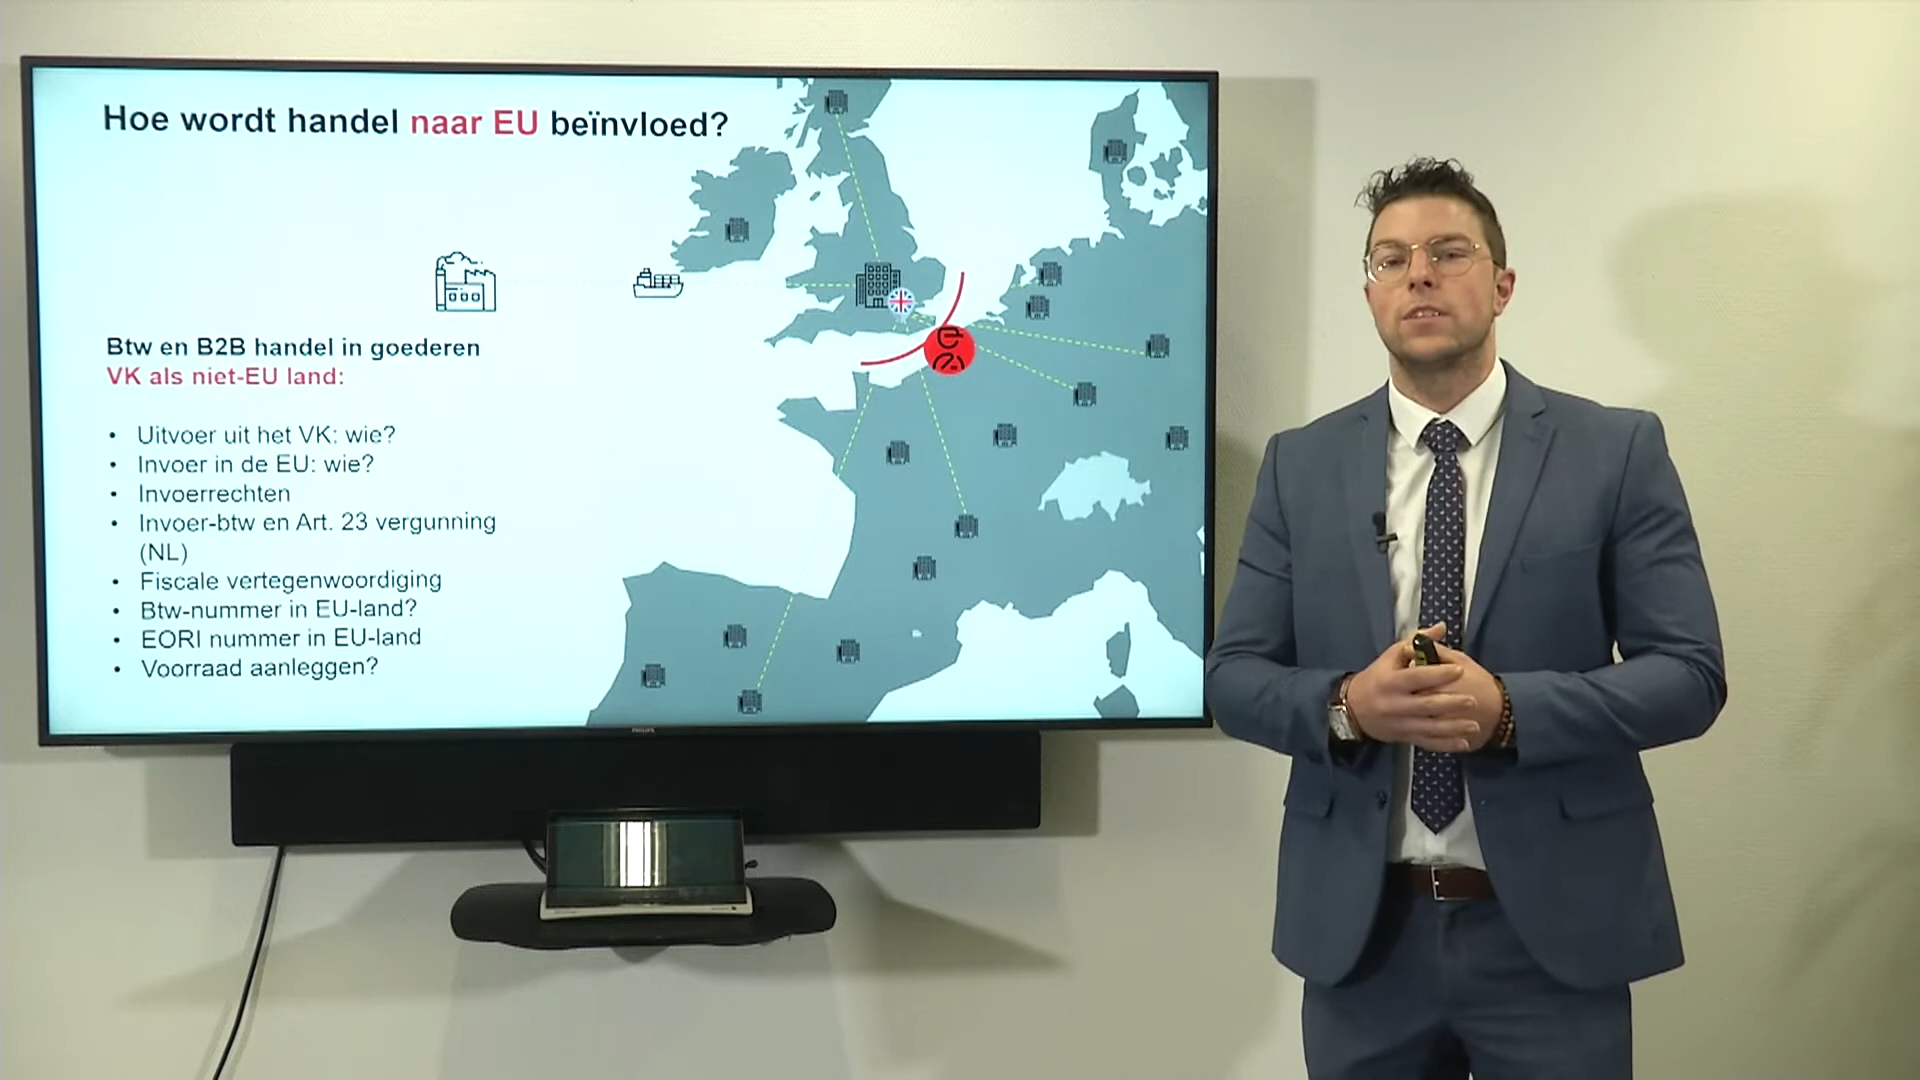 Hoe wordt handel naar EU beïnvloed?
Btw en B2B handel in goederen
VK als niet-EU land:
• Uitvoer uit het VK: wie?
• Invoer in de EU: wie?
• Invoerrechten
• Invoer-btw en Art. 23 vergunning
(NL)
• Fiscale vertegenwoordiging
• Btw-nummer in EU-land?
• EORI nummer in EU-land
• Voorraad aanleggen?
PHILIPS